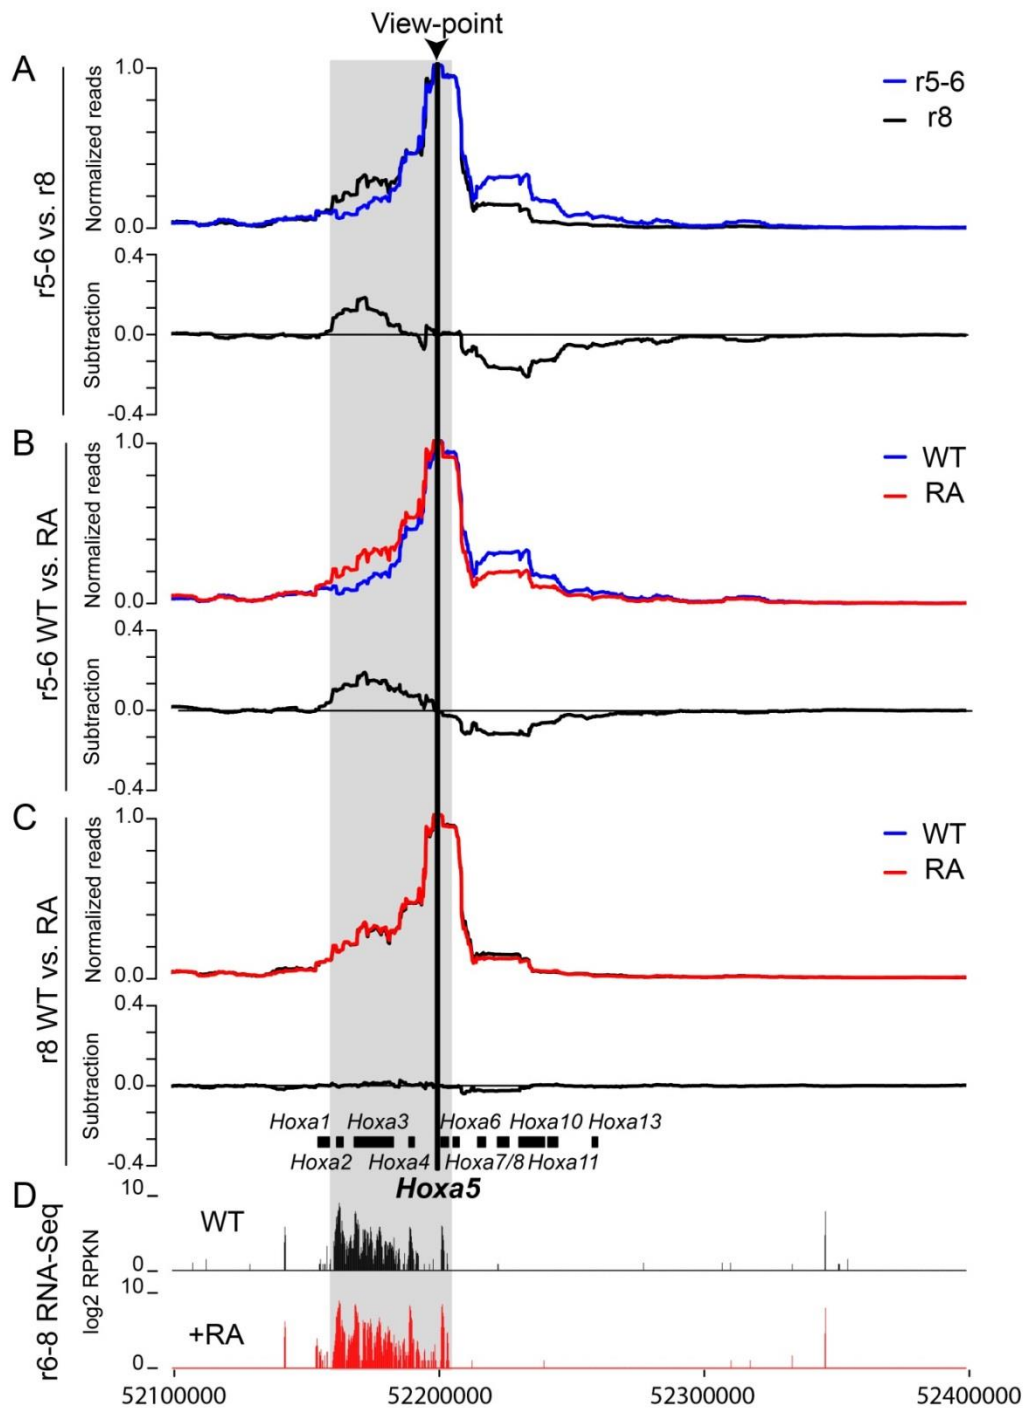 View-point
A
r5-6 vs. r8
Normalized reads
1.0
0.0
r5-6
r8
Subtraction
0.4
0.0
-0.4
B
r5-6 WT vs. RA
Normalized reads
1.0
0.0
WT
RA
Subtraction
0.4
0.0
-0.4
C
r8 WT vs. RA
Normalized reads
1.0
0.0
WT
RA
Subtraction
0.4
0.0
-0.4
Hoxa1 Hoxa3 Hoxa6 Hoxa10 Hoxa13
Hoxa2 Hoxa4 Hoxa7/8 Hoxa11
Hoxa5
D
r6-8 RNA-Seq
log2 RPKN
10
0
WT
10
0
+RA
52100000 52200000 52300000 52400000